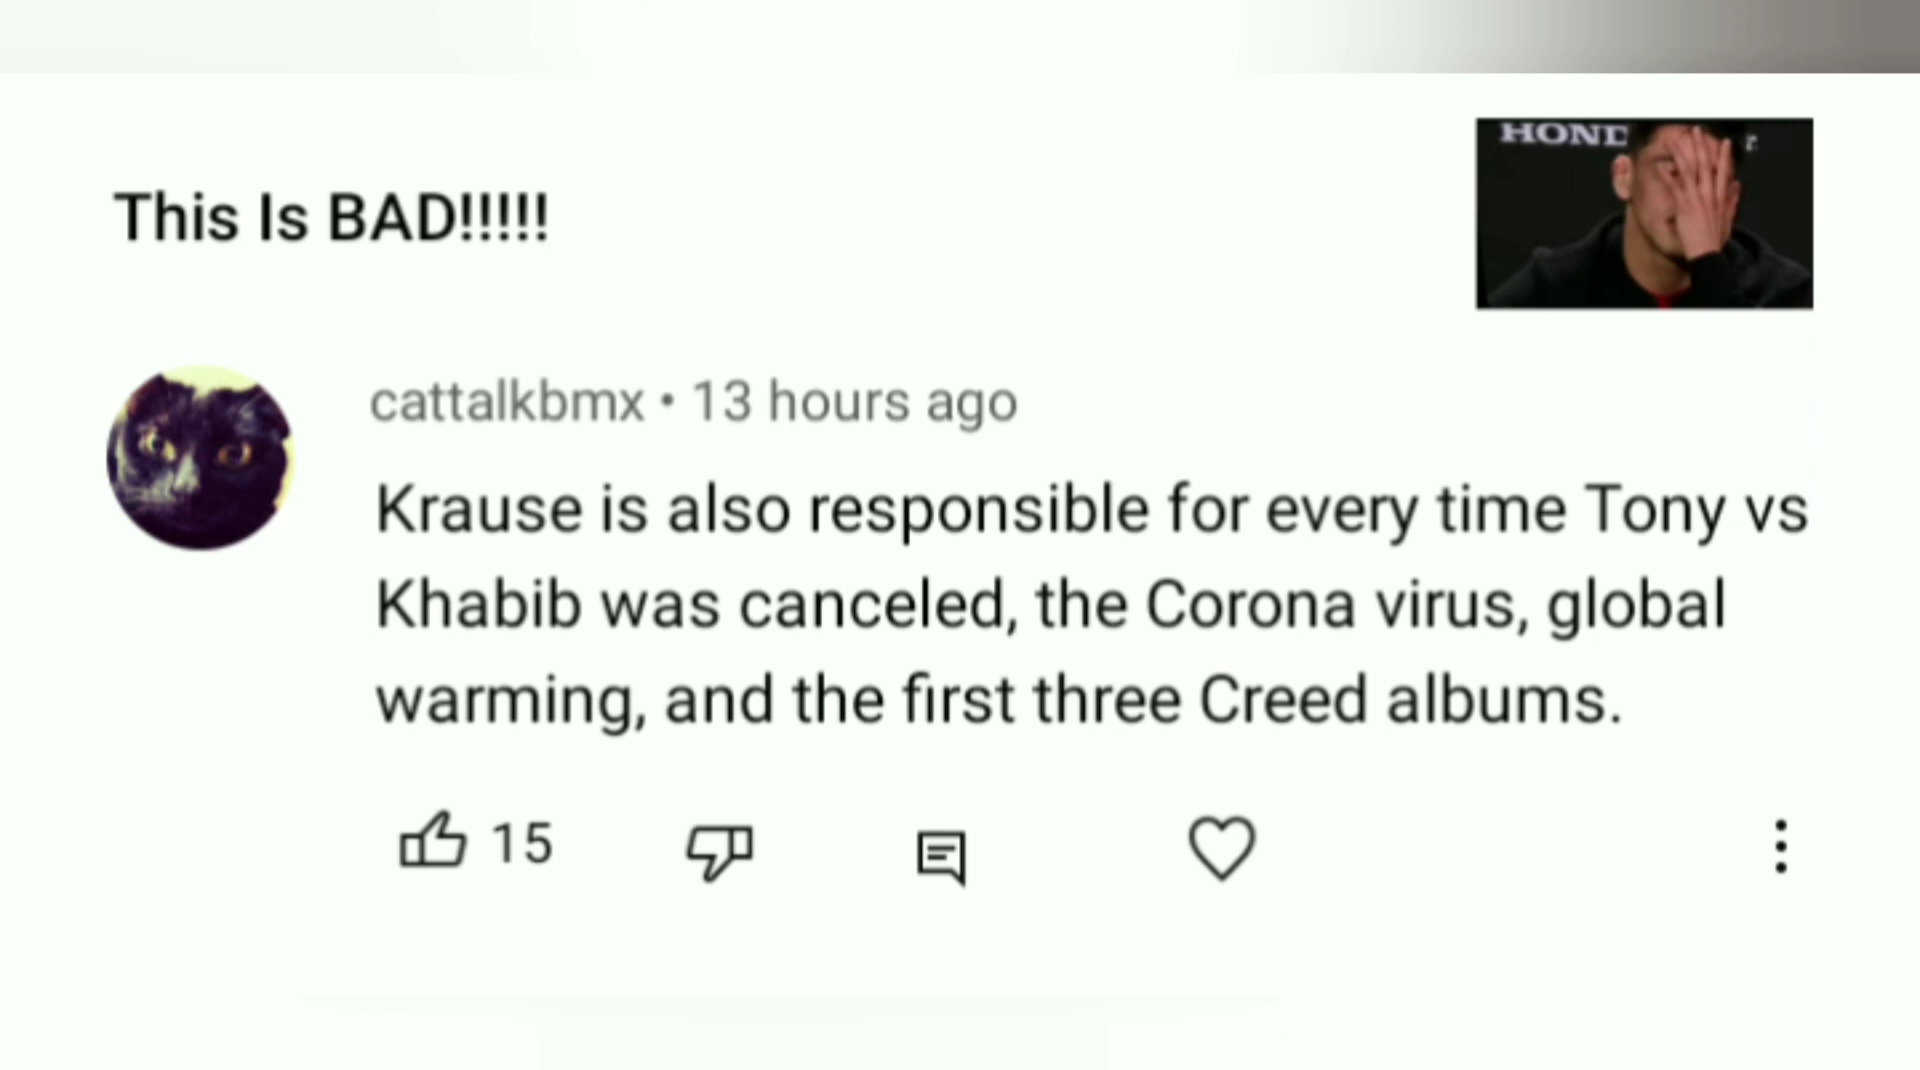 HOND
This Is BAD!!!!!
cattalkbmx • 13 hours ago
Krause is also responsible for every time Tony vs
Khabib was canceled, the Corona virus, global
warming, and the first three Creed albums.
15